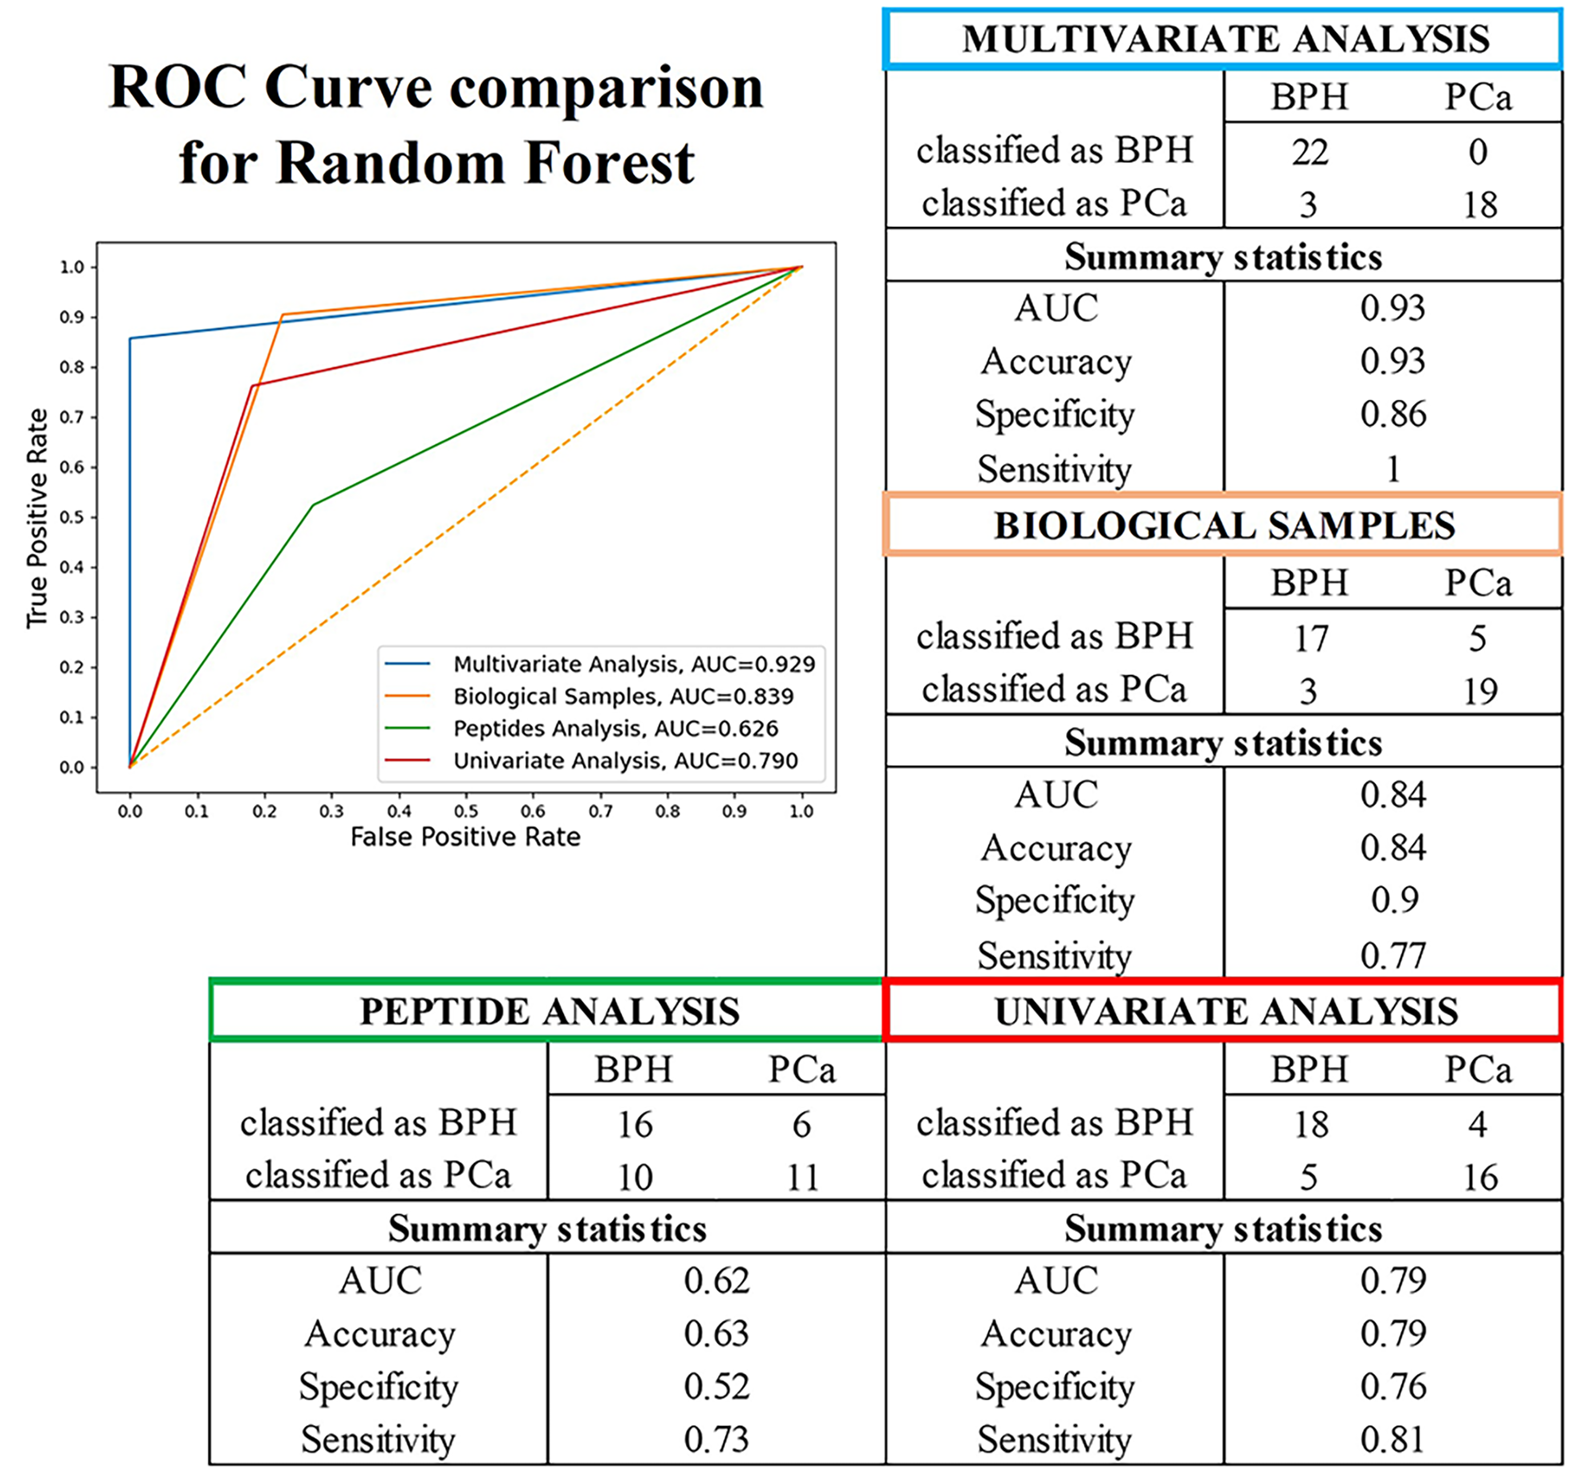 ROC Curve comparison
for Random Forest
1.0
0.9
0.8
0.7
0.6
0.5
0.4
0.3
0.2
0.1
0.0
True Positive Rate
0.0 0.1 0.2 0.3 0.4 0.5 0.6 0.7 0.8 0.9 1.0
False Positive Rate
Multivariate Analysis, AUC=0.929
Biological Samples, AUC=0.839
Peptides Analysis, AUC=0.626
Univariate Analysis, AUC=0.790
MULTIVARIATE ANALYSIS
BPH PCa
classified as BPH 22 0
classified as PCa 3 18
Summary statistics
AUC 0.93
Accuracy 0.93
Specificity 0.86
Sensitivity 1
BIOLOGICAL SAMPLES
BPH PCa
classified as BPH 17 5
classified as PCa 3 19
Summary statistics
AUC 0.84
Accuracy 0.84
Specificity 0.9
Sensitivity 0.77
PEPTIDE ANALYSIS
BPH PCa
classified as BPH 16 6
classified as PCa 10 11
Summary statistics
AUC 0.62
Accuracy 0.63
Specificity 0.52
Sensitivity 0.73
UNIVARIATE ANALYSIS
BPH PCa
classified as BPH 18 4
classified as PCa 5 16
Summary statistics
AUC 0.79
Accuracy 0.79
Specificity 0.76
Sensitivity 0.81